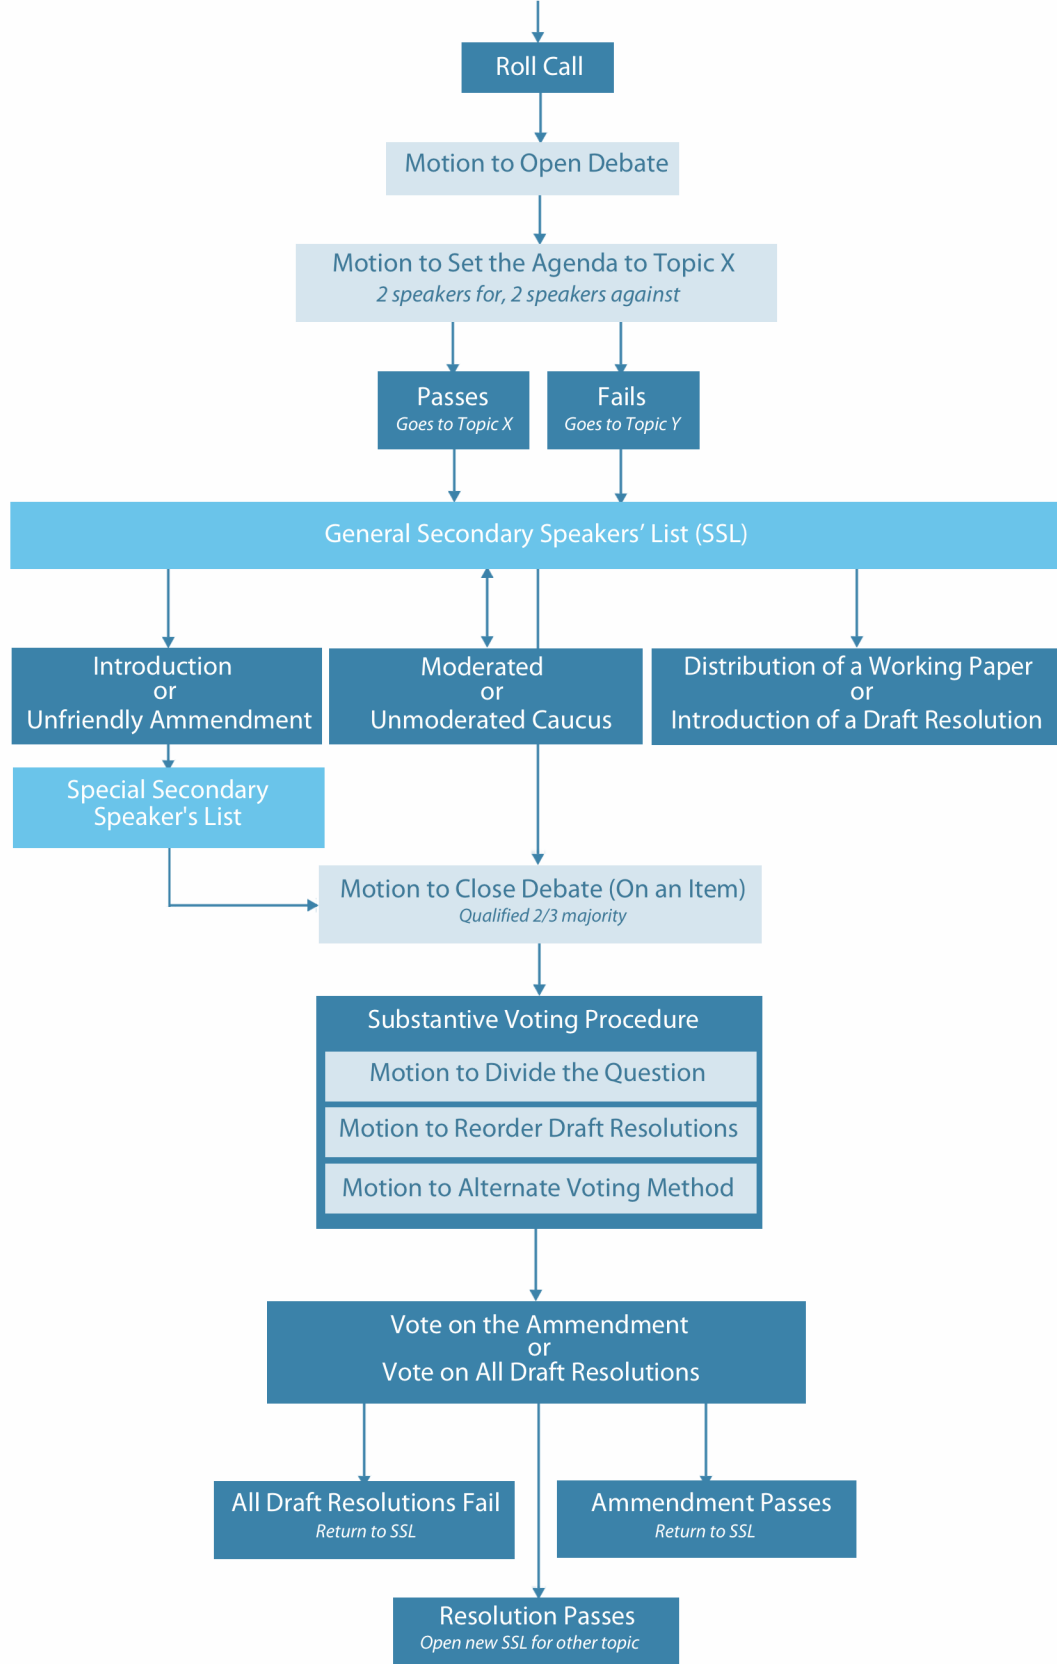 Roll Call
Motion to Open Debate
Motion to Set the Agenda to Topic X
2 speakers for, 2 speakers against
Passes
Goes to Topic X
Fails
Goes to Topic Y
General Secondary Speakers’ List (SSL)
Introduction
or
Unfriendly Ammendment
Moderated
or
Unmoderated Caucus
Distribution of a Working Paper
or
Introduction of a Draft Resolution
Special Secondary
Speaker's List
Motion to Close Debate (On an Item)
Qualified 2/3 majority
Substantive Voting Procedure
Motion to Divide the Question
Motion to Reorder Draft Resolutions
Motion to Alternate Voting Method
Vote on the Ammendment
or
Vote on All Draft Resolutions
All Draft Resolutions Fail
Return to SSL
Ammendment Passes
Return to SSL
Resolution Passes
Open new SSL for other topic